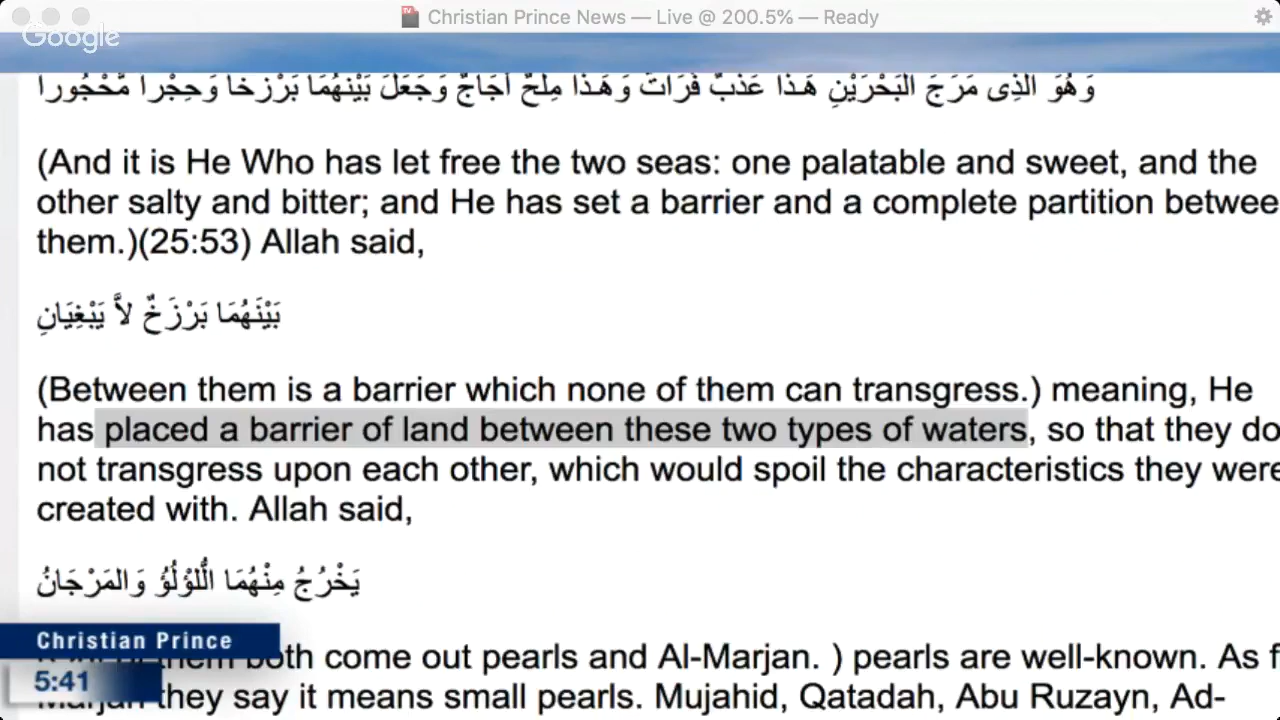 Christian Prince News — Live @ 200.5% — Ready
Google
وَهُوَ الَّذِى مَرَجَ الْبَحْرَيْنِ هَـذَا عَذْبٌ فُرَاتٌ وَهَـذَا مِلْحٌ أُجَاجٌ وَجَعَلَ بَيْنَهُمَا بَرْزَخاً وَحِجْراً مَّحْجُوراً
(And it is He Who has let free the two seas: one palatable and sweet, and the
other salty and bitter; and He has set a barrier and a complete partition betwee
them.)(25:53) Allah said,
بَيْنَهُمَا بَرْزَخٌ لاَّ يَبْغِيَانِ
(Between them is a barrier which none of them can transgress.) meaning, He
has placed a barrier of land between these two types of waters, so that they do
not transgress upon each other, which would spoil the characteristics they were
created with. Allah said,
يَخْرُجُ مِنْهُمَا الُّلؤْلُؤُ وَالمَرْجَانُ
both come out pearls and Al-Marjan. ) pearls are well-known. As f
they say it means small pearls. Mujahid, Qatadah, Abu Ruzayn, Ad-
Christian Prince
5:41